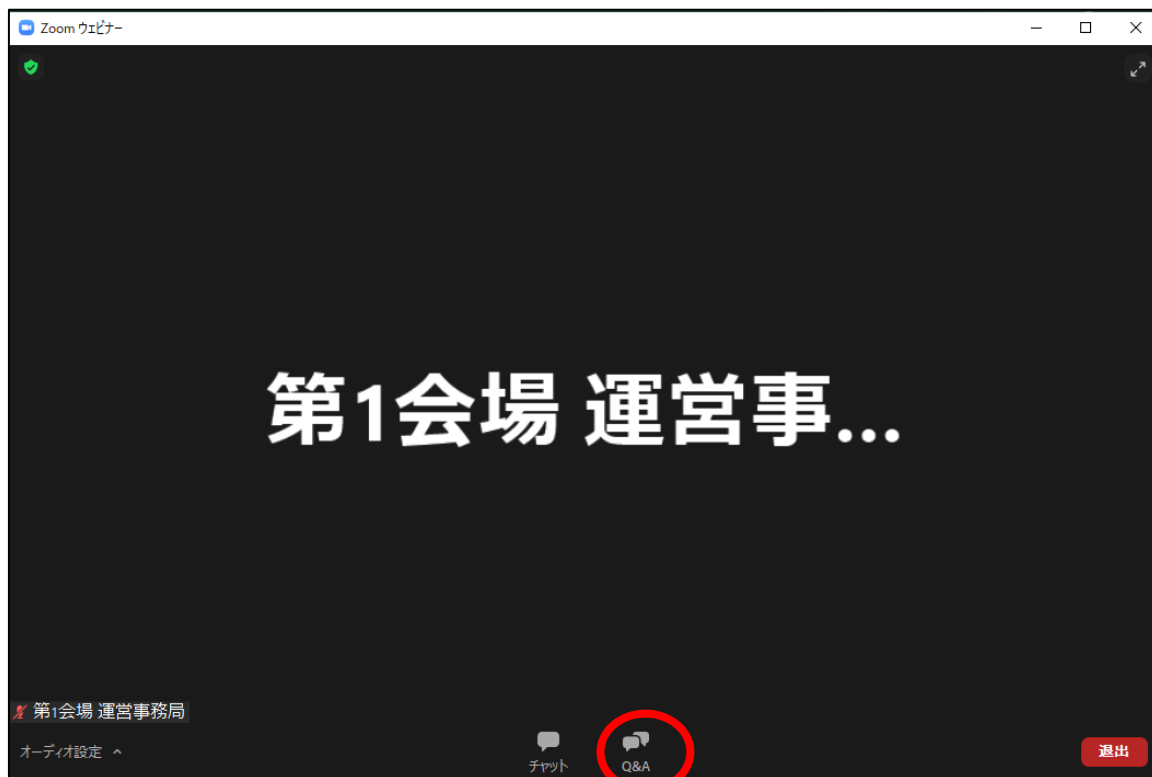 Zoom ウェビナー
第1会場 運営事...
第1会場 運営事務局
オーディオ設定
チャット
Q&A
退出